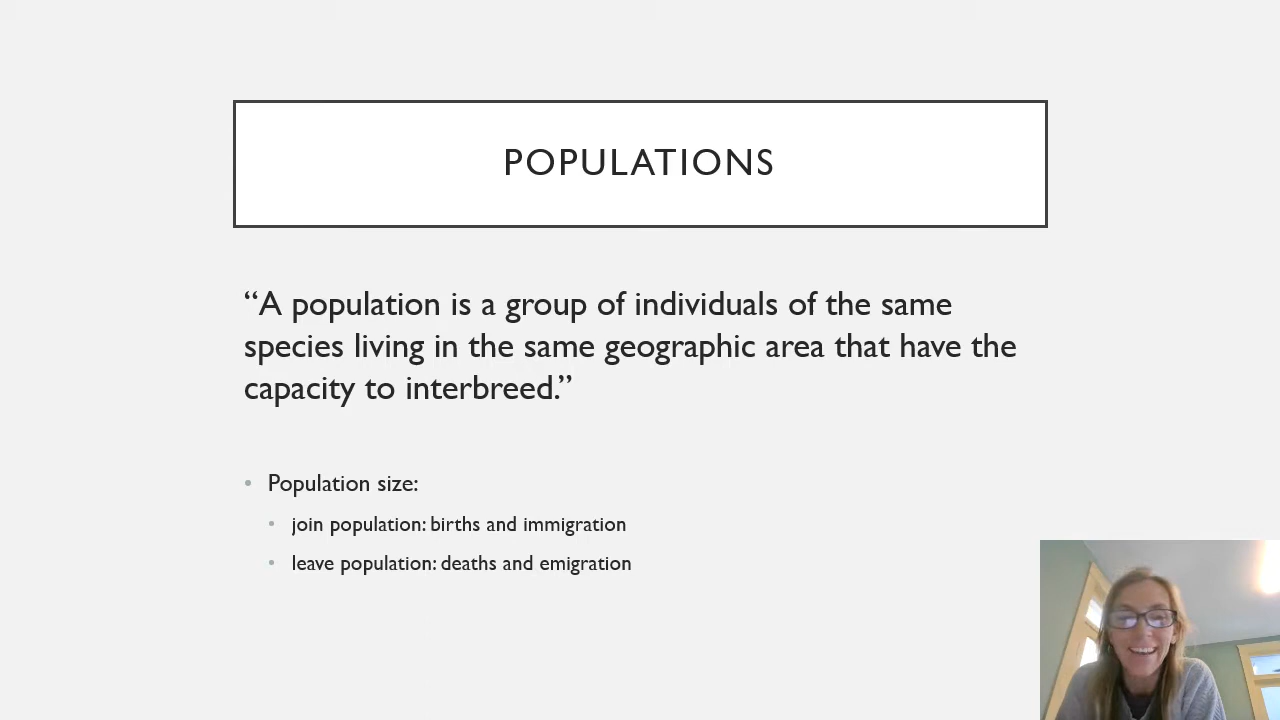 POPULATIONS
“A population is a group of individuals of the same
species living in the same geographic area that have the
capacity to interbreed.”
• Population size:
• join population: births and immigration
• leave population: deaths and emigration